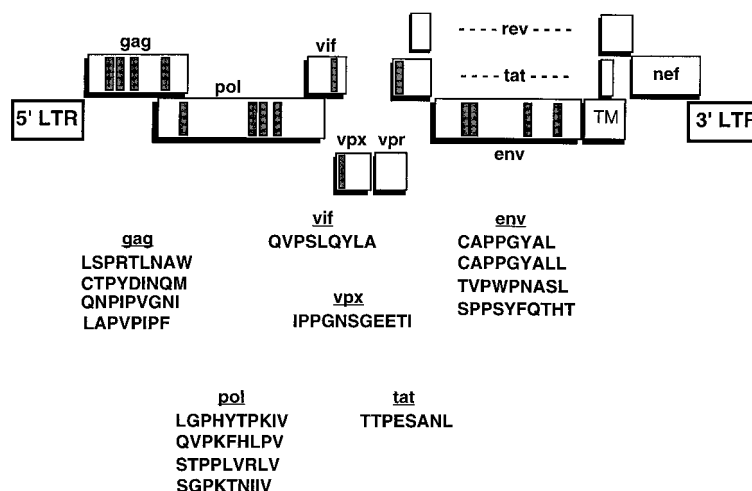 rev
gag
vif
tat
nef
pol
5' LTR
vpx vpr
env
TM
3' LTR
gag
LSPRTLNAW
CTPYDINQM
QNPIPVGNI
LAPVPIPF
vif
QVPSLQYLA
vpx
IPPGNSGEETI
env
CAPPGYAL
CAPPGYALL
TVPWPNASL
SPPSYFQTHT
pol
LGPHYTPKIV
QVPKFHLPV
STPPLVRLV
SGPKTNIIV
tat
TTPESANL